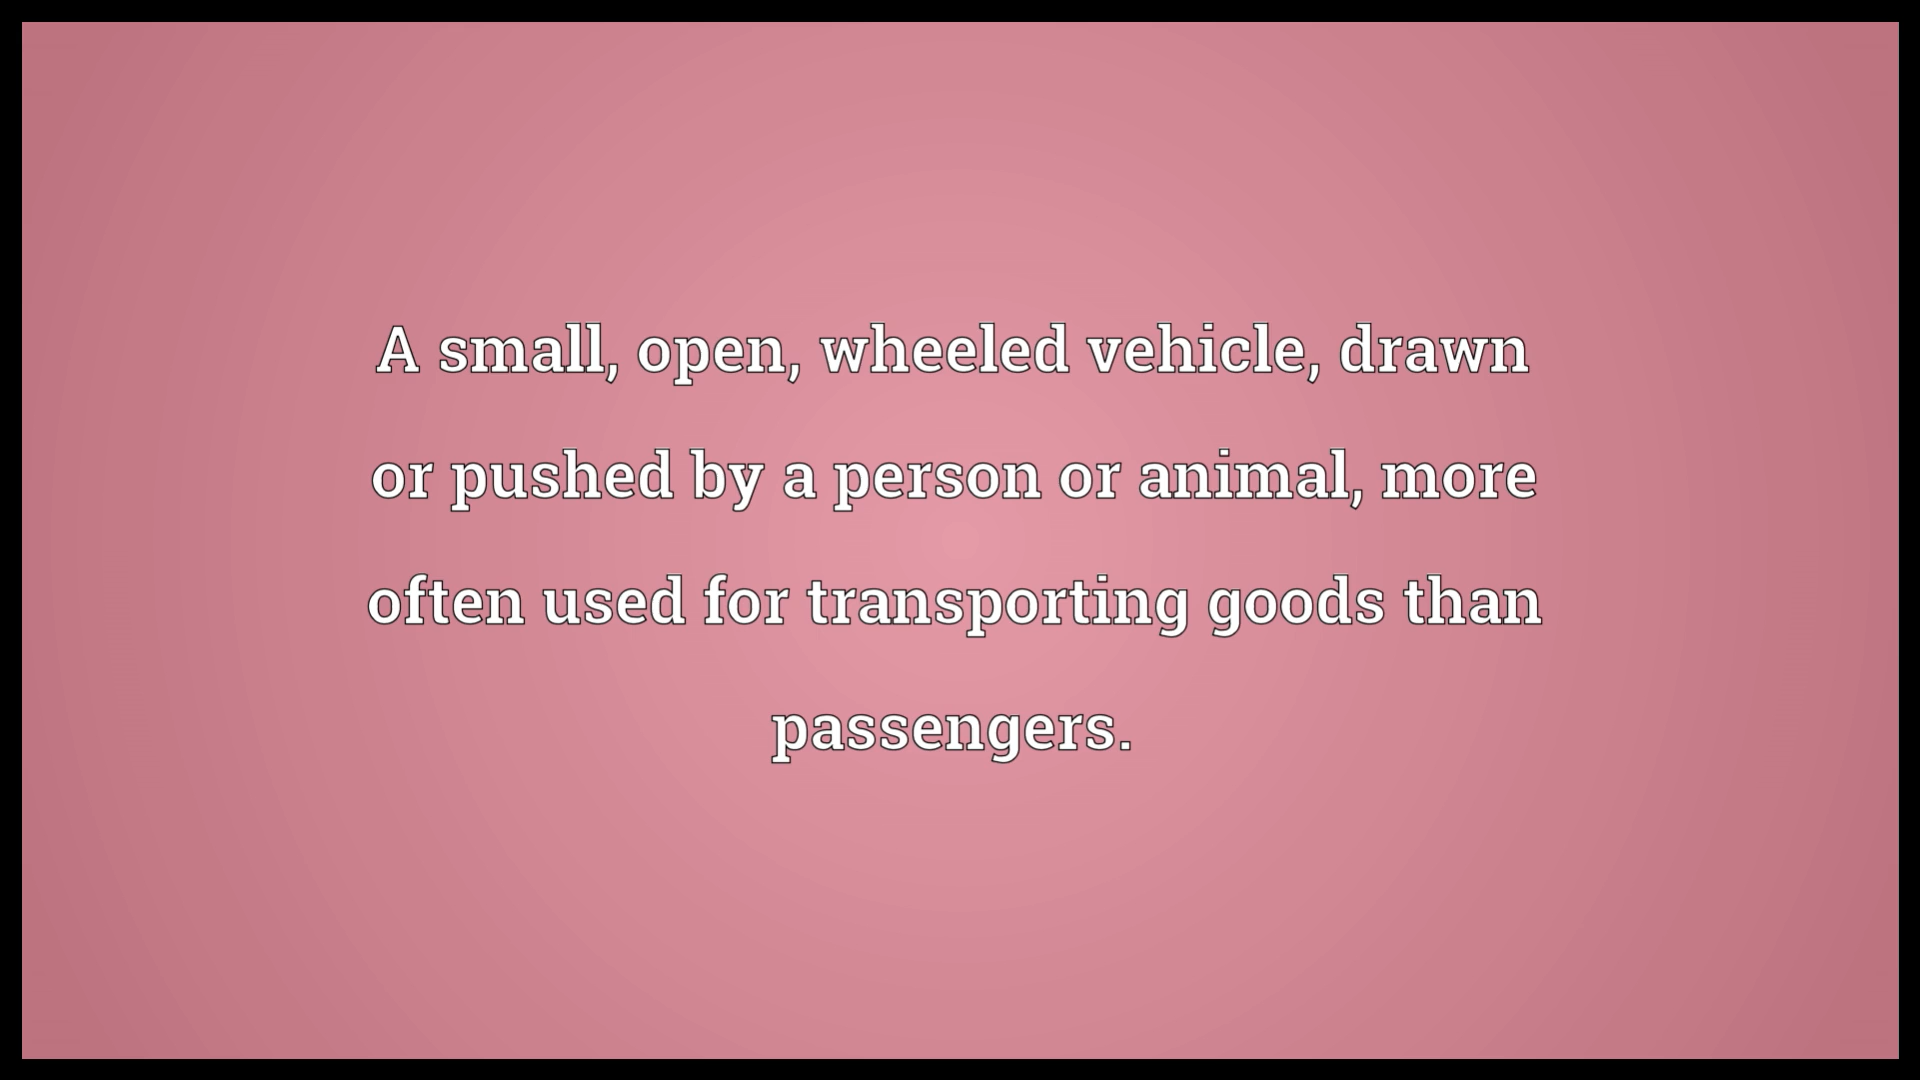 A small, open, wheeled vehicle, drawn
or pushed by a person or animal, more
often used for transporting goods than
passengers.